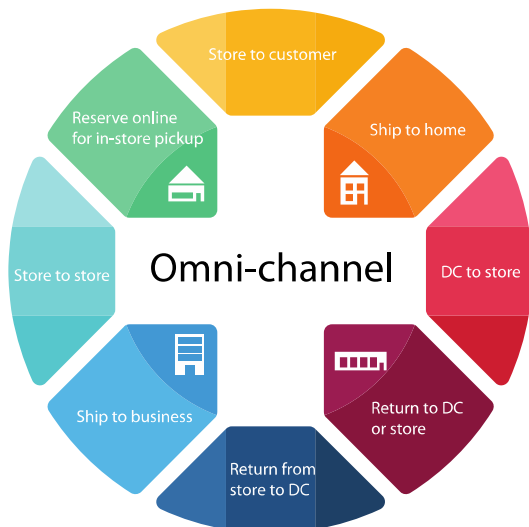 Store to customer
Reserve online
for in-store pickup
Ship to home
Store to store
Omni-channel
DC to store
Ship to business
Return to DC
or store
Return from
store to DC